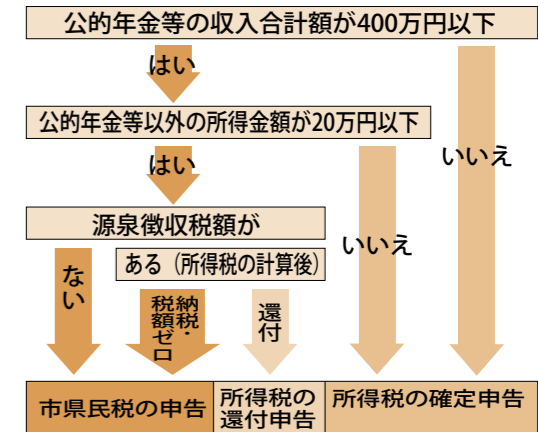 公的年金等の収入合計額が400万円以下
はい
公的年金等以外の所得金額が20万円以下
いいえ
はい
源泉徴収税額が
いいえ
ある（所得税の計算後）
ない
納税・
税額ゼロ
還付
市県民税の申告
所得税の
還付申告
所得税の確定申告